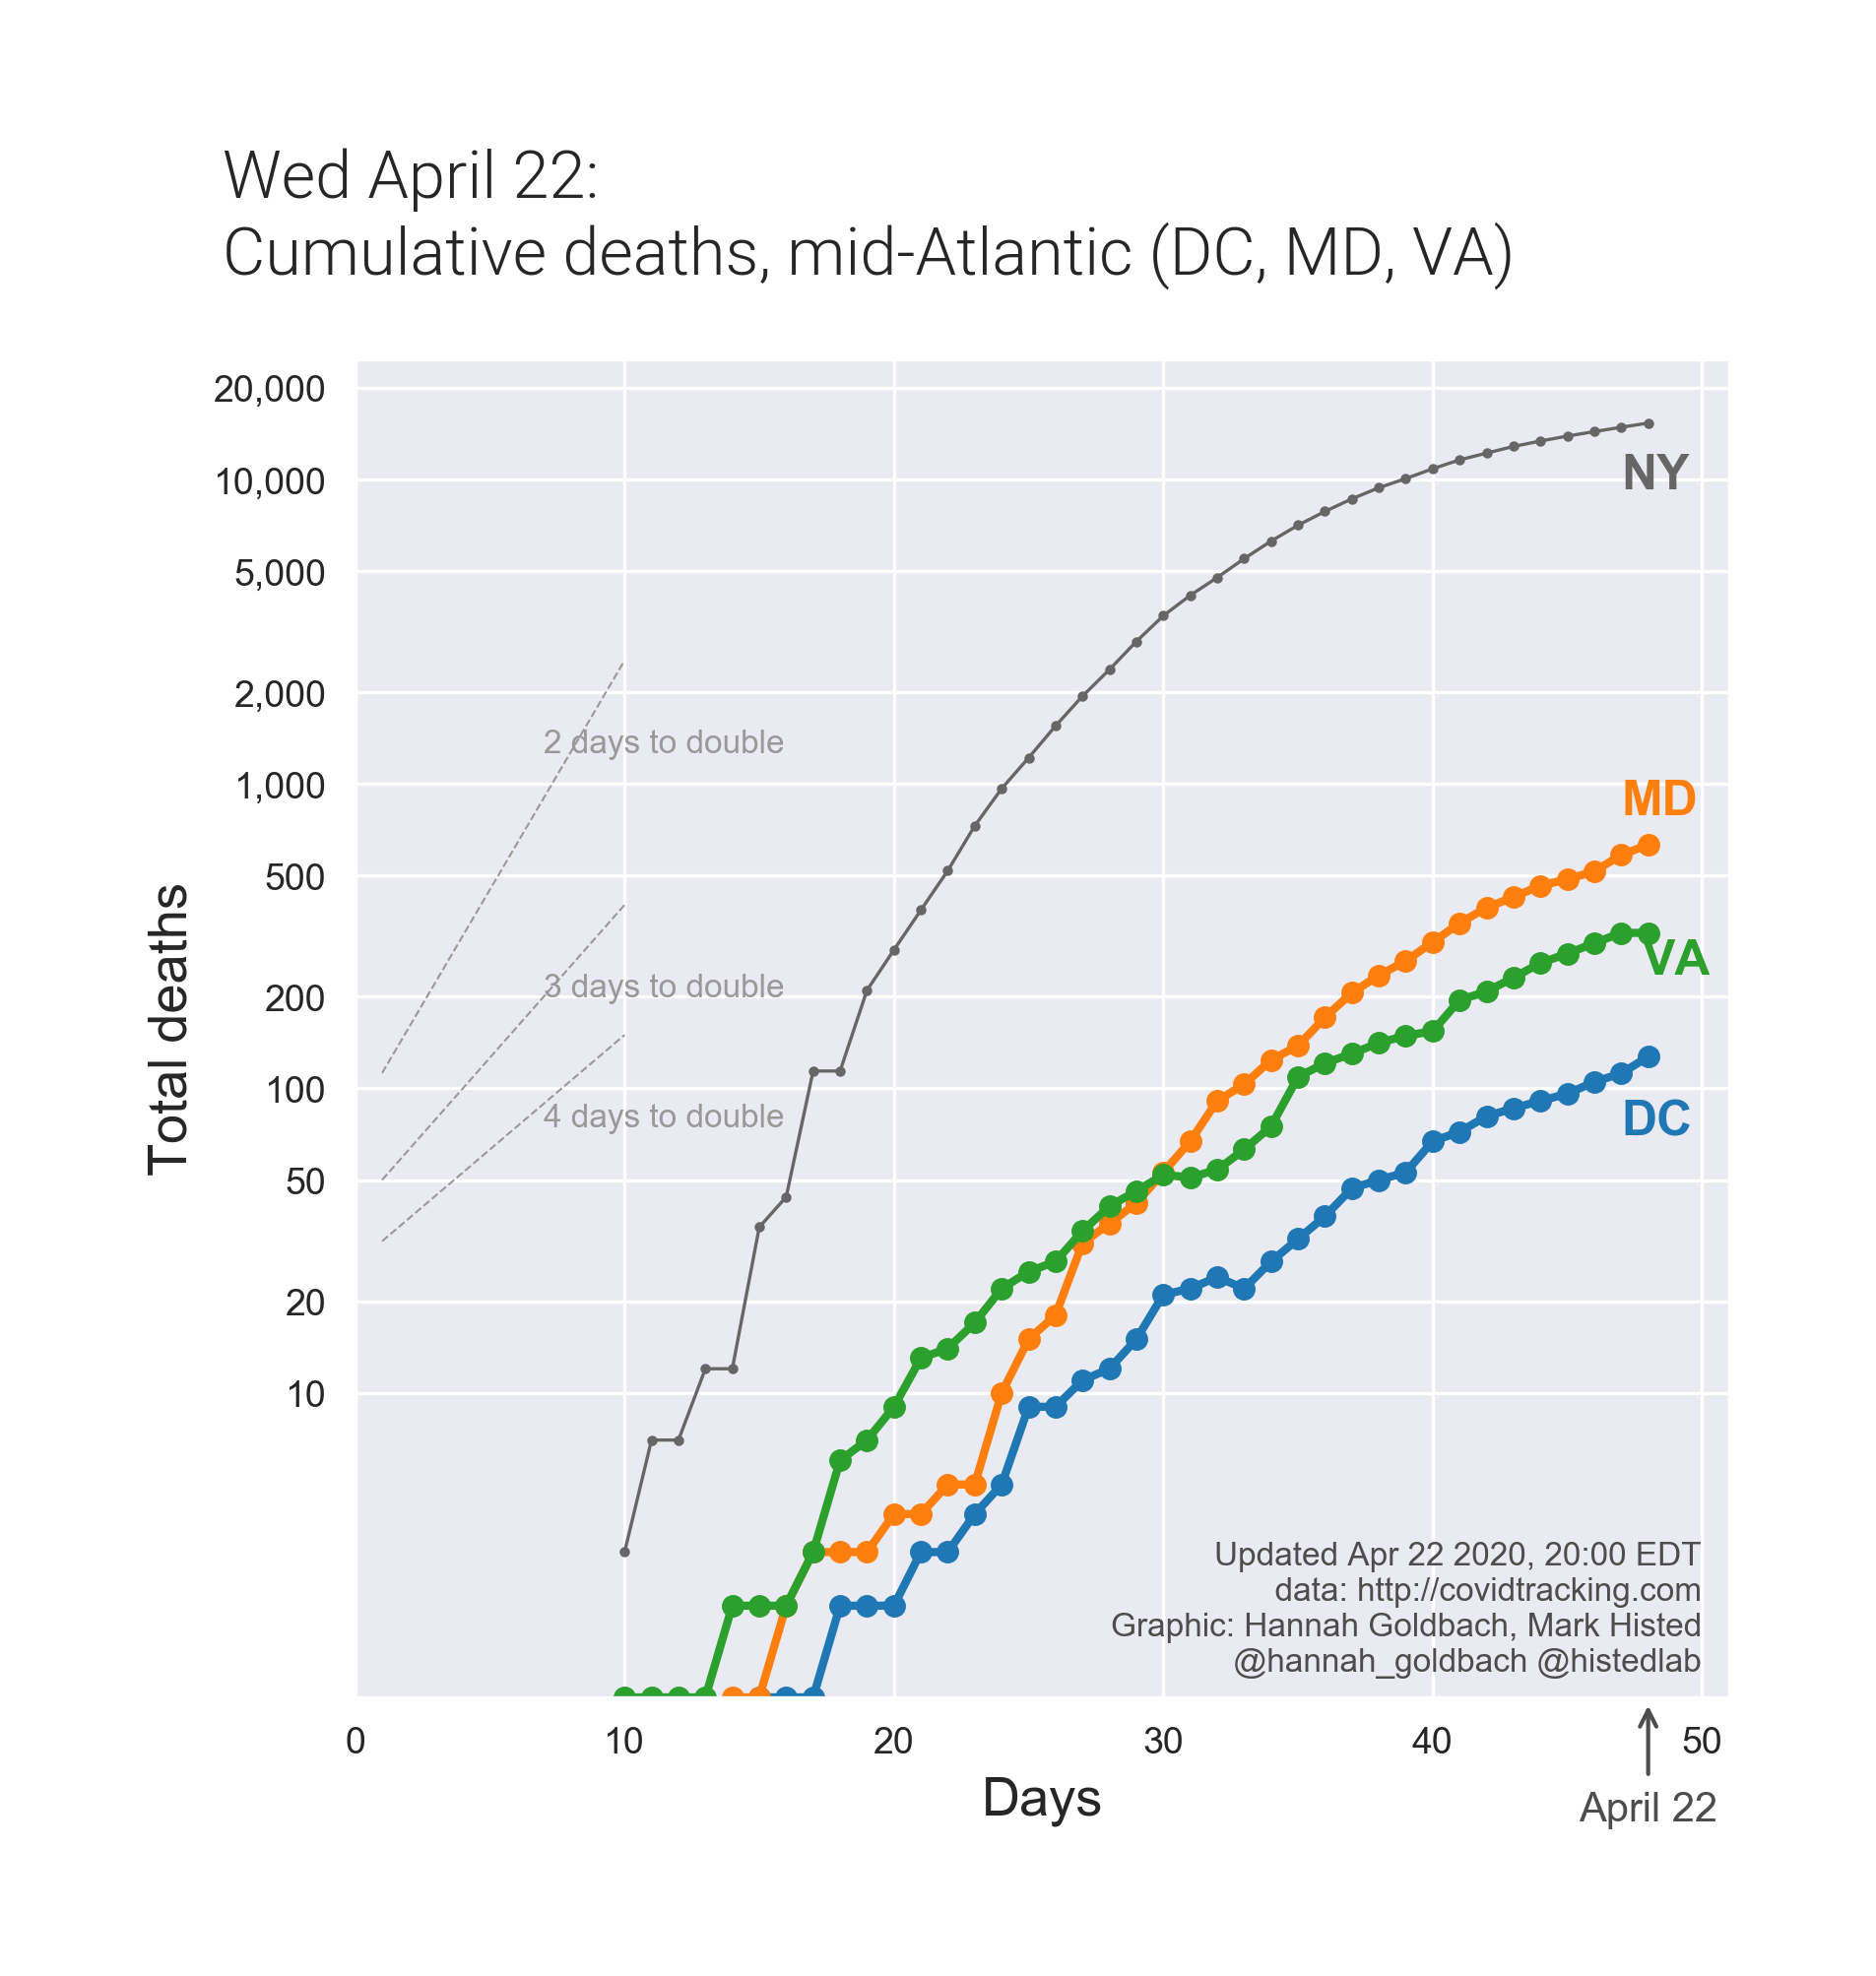 Wed April 22:
Cumulative deaths, mid-Atlantic (DC, MD, VA)
20,000
10,000
5,000
2,000
1,000
500
200
100
50
20
10
Total deaths
2 days to double
3 days to double
4 days to double
NY
MD
VA
DC
Updated Apr 22 2020, 20:00 EDT
data: http://covidtracking.com
Graphic: Hannah Goldbach, Mark Histed
@hannah_goldbach @histedlab
0 10 20 30 40 50
Days
April 22